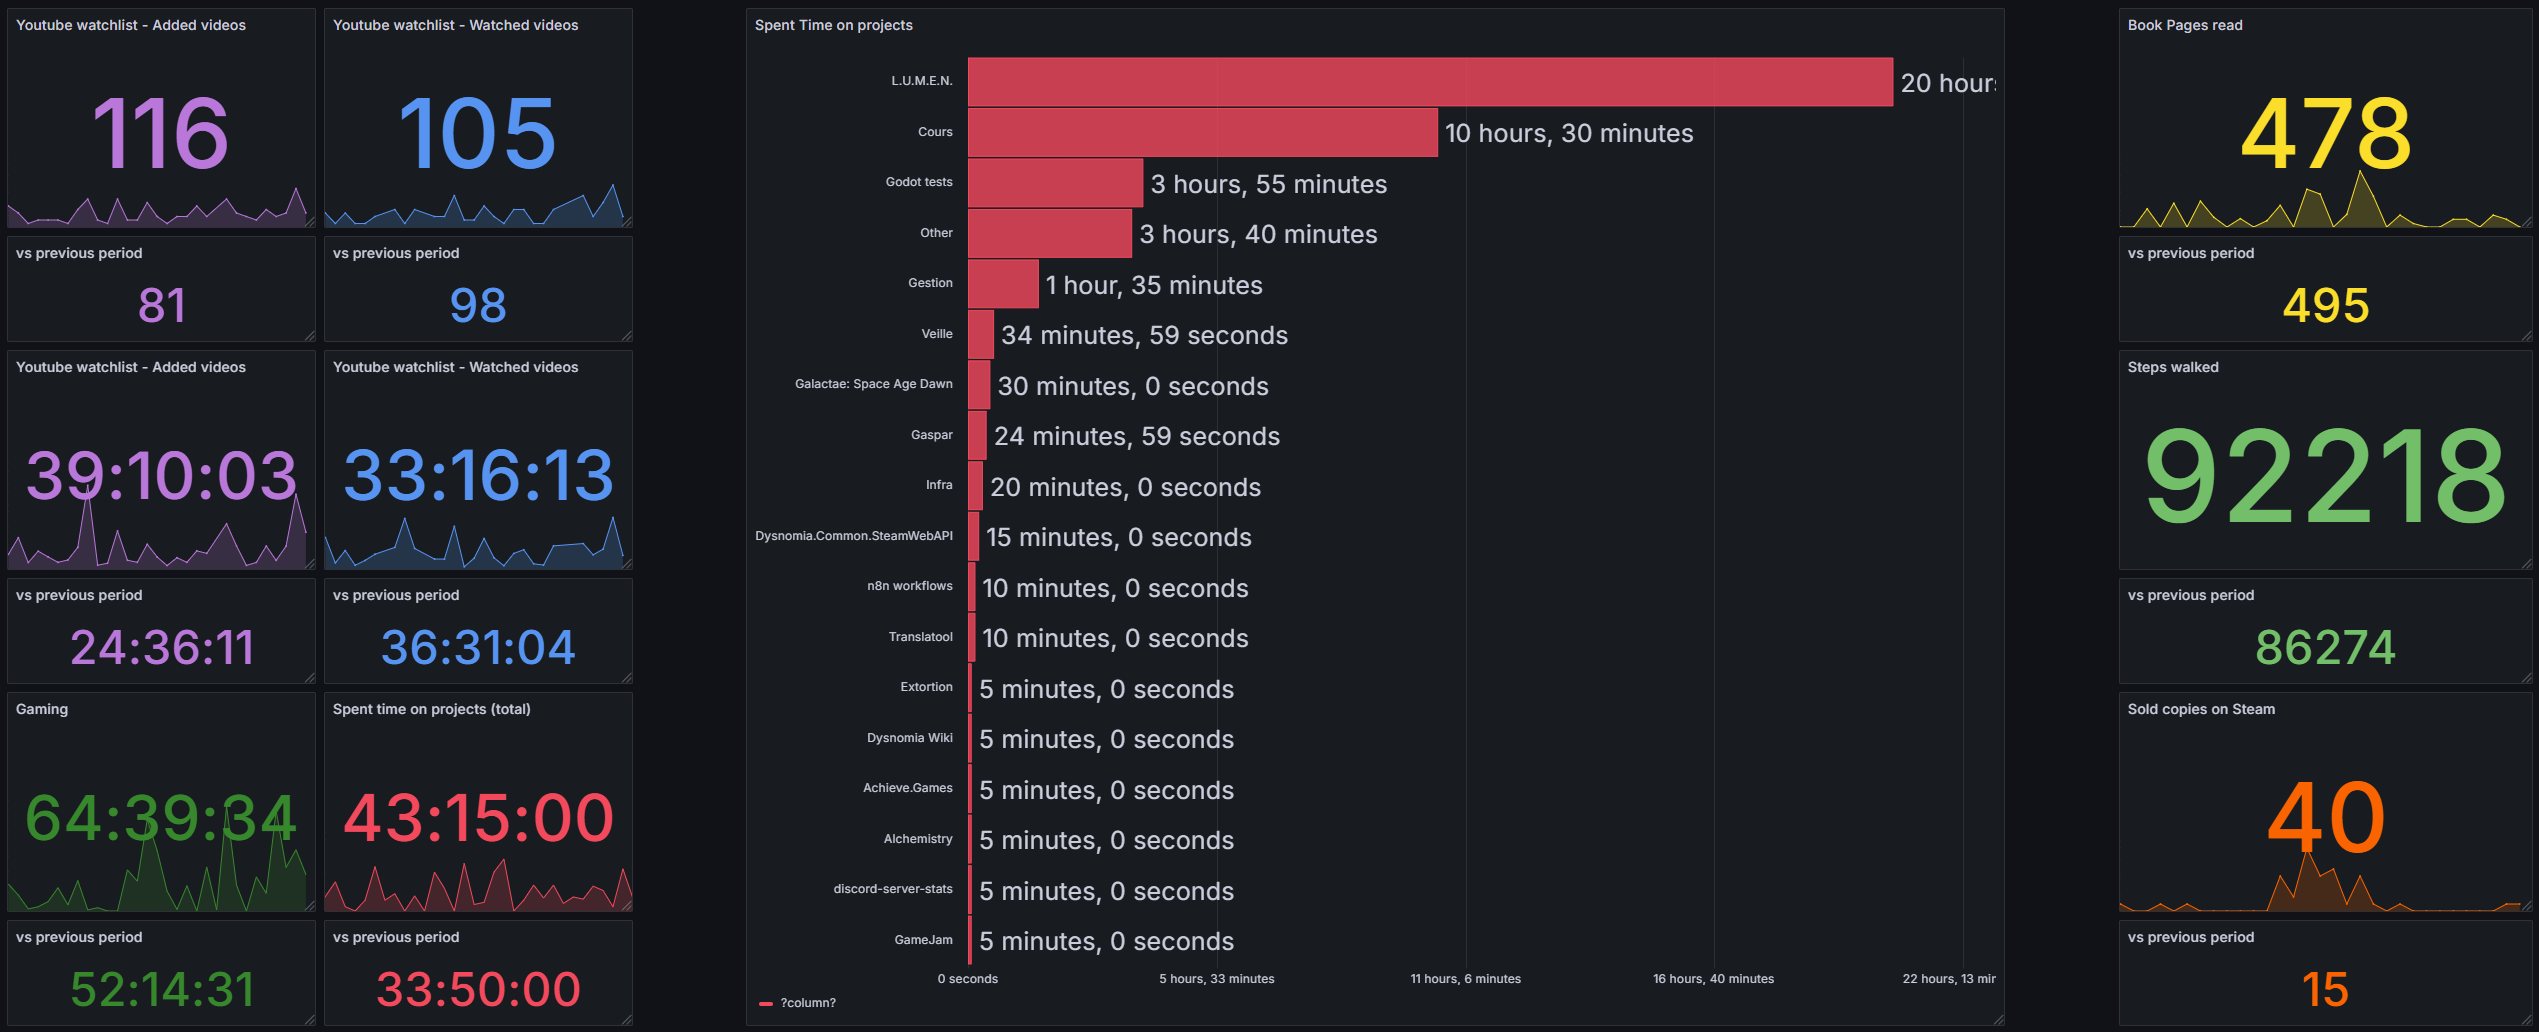 Youtube watchlist - Added videos
116
vs previous period
81
Youtube watchlist - Watched videos
105
vs previous period
98
Youtube watchlist - Added videos
39:10:03
vs previous period
24:36:11
Youtube watchlist - Watched videos
33:16:13
vs previous period
36:31:04
Gaming
64:39:34
vs previous period
52:14:31
Spent time on projects (total)
43:15:00
vs previous period
33:50:00
Spent Time on projects
L.U.M.E.N. 20 hours
Cours 10 hours, 30 minutes
Godot tests 3 hours, 55 minutes
Other 3 hours, 40 minutes
Gestion 1 hour, 35 minutes
Veille 34 minutes, 59 seconds
Galactae: Space Age Dawn 30 minutes, 0 seconds
Gaspar 24 minutes, 59 seconds
Infra 20 minutes, 0 seconds
Dysnomia.Common.SteamWebAPI 15 minutes, 0 seconds
n8n workflows 10 minutes, 0 seconds
Translatool 10 minutes, 0 seconds
Extortion 5 minutes, 0 seconds
Dysnomia Wiki 5 minutes, 0 seconds
Achieve.Games 5 minutes, 0 seconds
Alchemistry 5 minutes, 0 seconds
discord-server-stats 5 minutes, 0 seconds
GameJam 5 minutes, 0 seconds
0 seconds 5 hours, 33 minutes 11 hours, 6 minutes 16 hours, 40 minutes 22 hours, 13 min
?column?
Book Pages read
478
vs previous period
495
Steps walked
92218
vs previous period
86274
Sold copies on Steam
40
vs previous period
15